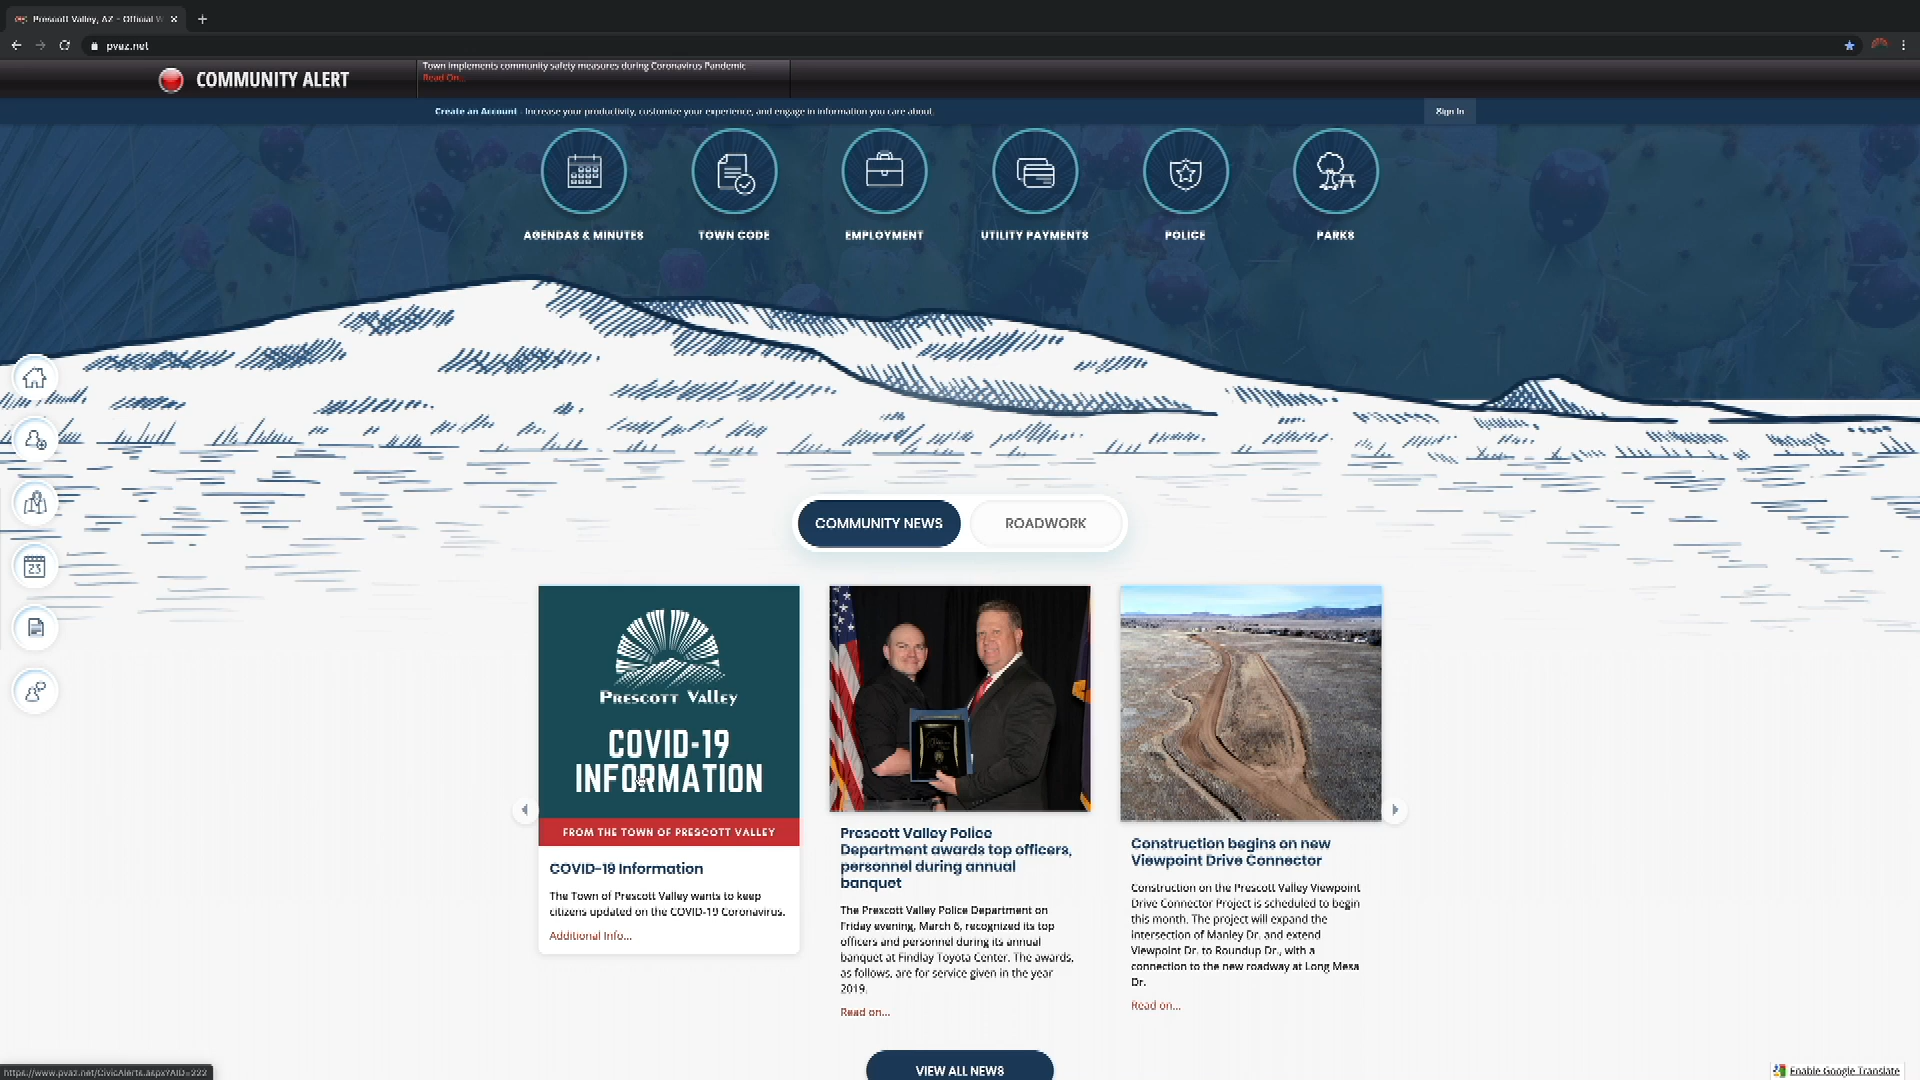 Prescott Valley, AZ - Official W
pvaz.net
COMMUNITY ALERT
Town implements community safety measures during Coronavirus Pandemic
Read On...
Create an Account - Increase your productivity, customize your experience, and engage in information you care about.
Sign In
AGENDAS & MINUTES
TOWN CODE
EMPLOYMENT
UTILITY PAYMENTS
POLICE
PARKS
23
COMMUNITY NEWS
ROADWORK
PRESCOTT VALLEY
COVID-19
INFORMATION
FROM THE TOWN OF PRESCOTT VALLEY
COVID-19 Information
The Town of Prescott Valley wants to keep
citizens updated on the COVID-19 Coronavirus.
Additional Info...
Prescott Valley Police
Department awards top officers,
personnel during annual
banquet
The Prescott Valley Police Department on
Friday evening, March 6, recognized its top
officers and personnel during its annual
banquet at Findlay Toyota Center. The awards,
as follows, are for service given in the year
2019.
Read on...
Construction begins on new
Viewpoint Drive Connector
Construction on the Prescott Valley Viewpoint
Drive Connector Project is scheduled to begin
this month. The project will expand the
intersection of Manley Dr. and extend
Viewpoint Dr. to Roundup Dr., with a
connection to the new roadway at Long Mesa
Dr.
Read on...
VIEW ALL NEWS
https://www.pvaz.net/CivicAlerts.aspx?AID=222
Enable Google Translate